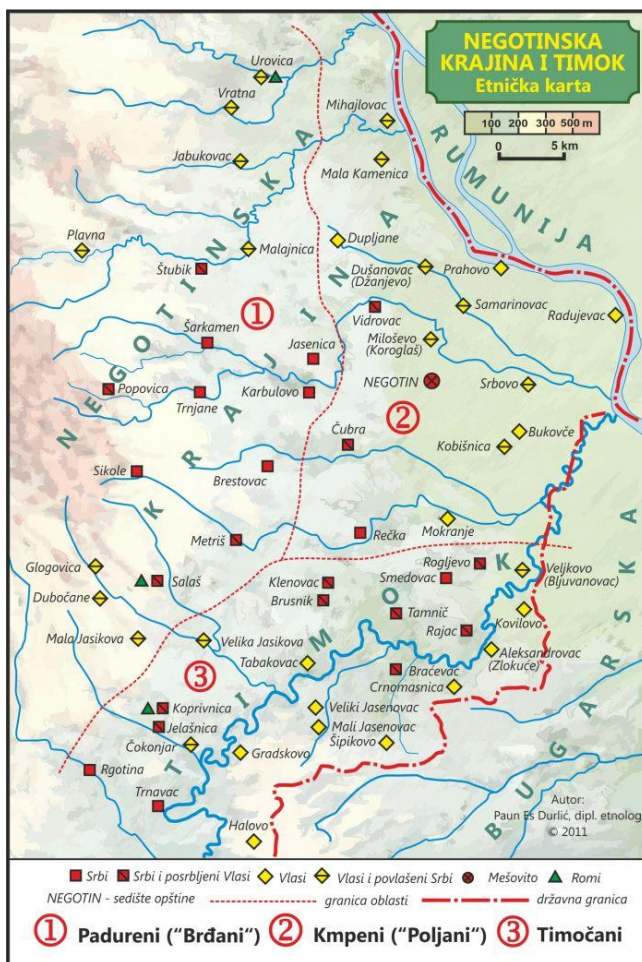 NEGOTINSKA
KRAJINA I TIMOK
Etnička karta
100 200 300 500 m
0 5 km
Urovica
Vratna
Mihajlovac
Jabukovac
Mala Kamenica
RUMUNIJA
NEGOTINSKA
KRAJINA
Plavna
Malajnica
Dupljane
Štubik
Dušanovac
(Džanjevo)
Prahovo
Samarinovac
Radujevac
1
Vidrovac
Šarkamen
Miloševo
(Koroglaš)
Jasenica
NEGOTIN
Popovica
Trnjane
Karbulovo
Srbovo
2
Bukovče
Čubra
Kobišnica
Sikole
Brestovac
Mokranje
Metriš
Rečka
Glogovica
Rogljevo
Salaš
Klenovac
Smedovac
Veljkovo
(Bljuvanovac)
Dubočane
Brusnik
Tamnič
Kovilovo
Mala Jasikova
Velika Jasikova
Rajac
Tabakovac
Aleksandrovac
(Zlokuće)
3
TIMOK
Braćevac
Crnomasnica
Koprivnica
Veliki Jasenovac
Jelašnica
Mali Jasenovac
Čokonjar
Šipikovo
Gradskovo
Rgotina
Trnavac
BUGARSKA
Halovo
Autor:
Paun Es Durlić, dipl. etnolog
© 2011
Srbi Srbi i posrbljeni Vlasi Vlasi Vlasi i povlašeni Srbi Mešovito Romi
NEGOTIN - sedište opštine granica oblasti državna granica
1 Padureni ("Brđani") 2 Kmpeni ("Poljani") 3 Timočani